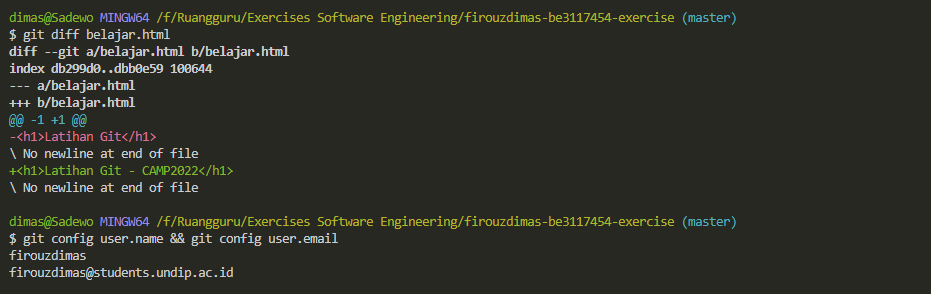 dimas@Sadewo MINGW64 /f/Ruangguru/Exercises Software Engineering/firouzdimas-be3117454-exercise (master)
$ git diff belajar.html
diff --git a/belajar.html b/belajar.html
index db299d0..dbb0e59 100644
--- a/belajar.html
+++ b/belajar.html
@@ -1 +1 @@
-<h1>Latihan Git</h1>
\ No newline at end of file
+<h1>Latihan Git - CAMP2022</h1>
\ No newline at end of file
dimas@Sadewo MINGW64 /f/Ruangguru/Exercises Software Engineering/firouzdimas-be3117454-exercise (master)
$ git config user.name && git config user.email
firouzdimas
firouzdimas@students.undip.ac.id